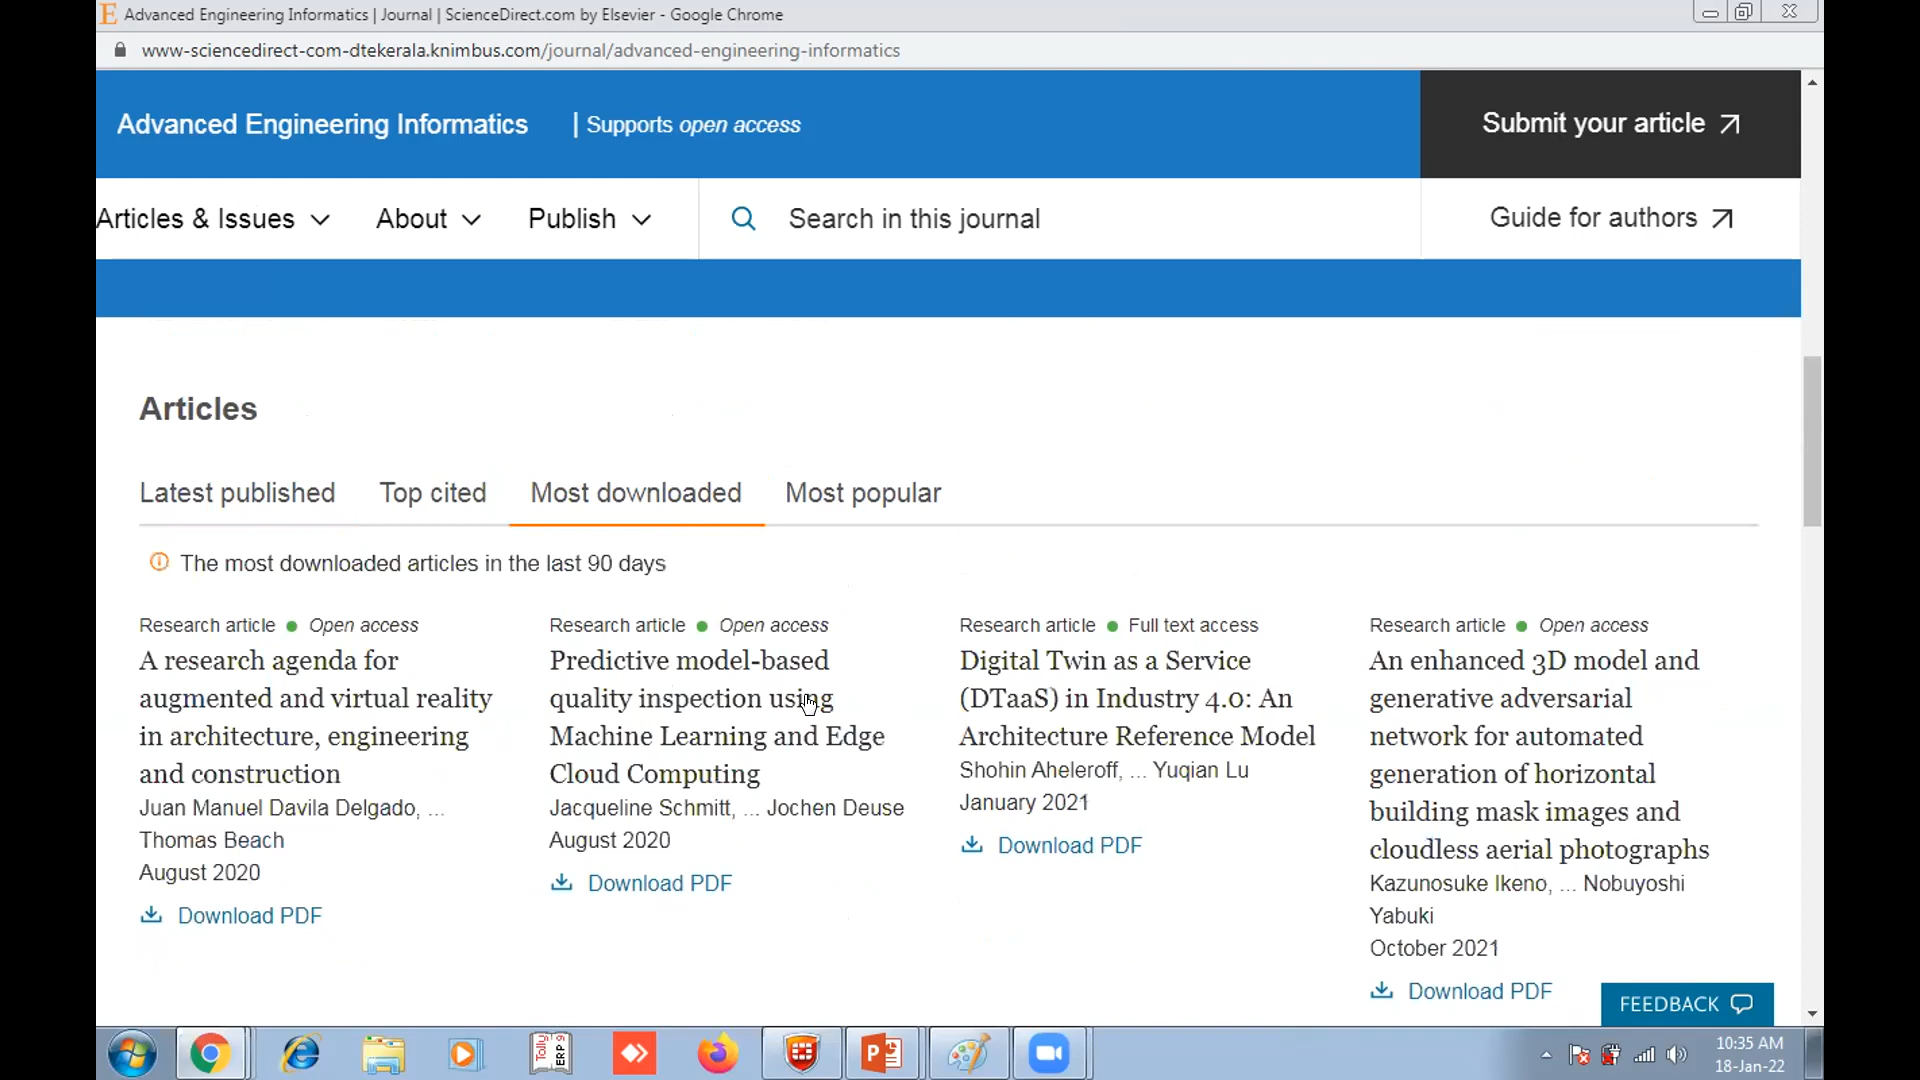 Advanced Engineering Informatics | Journal | ScienceDirect.com by Elsevier - Google Chrome
www-sciencedirect-com-dtekerala.knimbus.com/journal/advanced-engineering-informatics
Advanced Engineering Informatics | Supports open access
Submit your article
Articles & Issues About Publish Search in this journal Guide for authors
Articles
Latest published Top cited Most downloaded Most popular
The most downloaded articles in the last 90 days
Research article Open access
A research agenda for
augmented and virtual reality
in architecture, engineering
and construction
Juan Manuel Davila Delgado, ...
Thomas Beach
August 2020
Download PDF
Research article Open access
Predictive model-based
quality inspection using
Machine Learning and Edge
Cloud Computing
Jacqueline Schmitt, ... Jochen Deuse
August 2020
Download PDF
Research article Full text access
Digital Twin as a Service
(DTaaS) in Industry 4.0: An
Architecture Reference Model
Shohin Aheleroff, ... Yuqian Lu
January 2021
Download PDF
Research article Open access
An enhanced 3D model and
generative adversarial
network for automated
generation of horizontal
building mask images and
cloudless aerial photographs
Kazunosuke Ikeno, ... Nobuyoshi
Yabuki
October 2021
Download PDF
FEEDBACK
Tally
ERP 9
10:35 AM
18-Jan-22